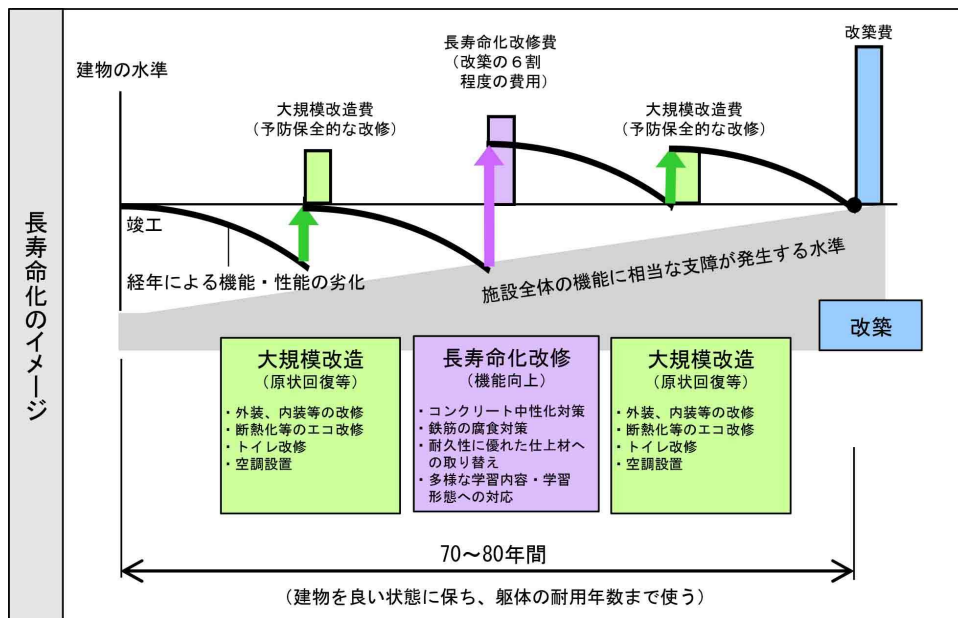 長寿命化のイメージ
建物の水準
大規模改造費
（予防保全的な改修）
長寿命化改修費
（改築の６割
程度の費用）
大規模改造費
（予防保全的な改修）
改築費
竣工
経年による機能・性能の劣化
施設全体の機能に相当な支障が発生する水準
大規模改造
（原状回復等）
・外装、内装等の改修
・断熱化等のエコ改修
・トイレ改修
・空調設置
長寿命化改修
（機能向上）
・コンクリート中性化対策
・鉄筋の腐食対策
・耐久性に優れた仕上材へ
の取り替え
・多様な学習内容・学習
形態への対応
大規模改造
（原状回復等）
・外装、内装等の改修
・断熱化等のエコ改修
・トイレ改修
・空調設置
改築
70～80年間
（建物を良い状態に保ち、躯体の耐用年数まで使う）